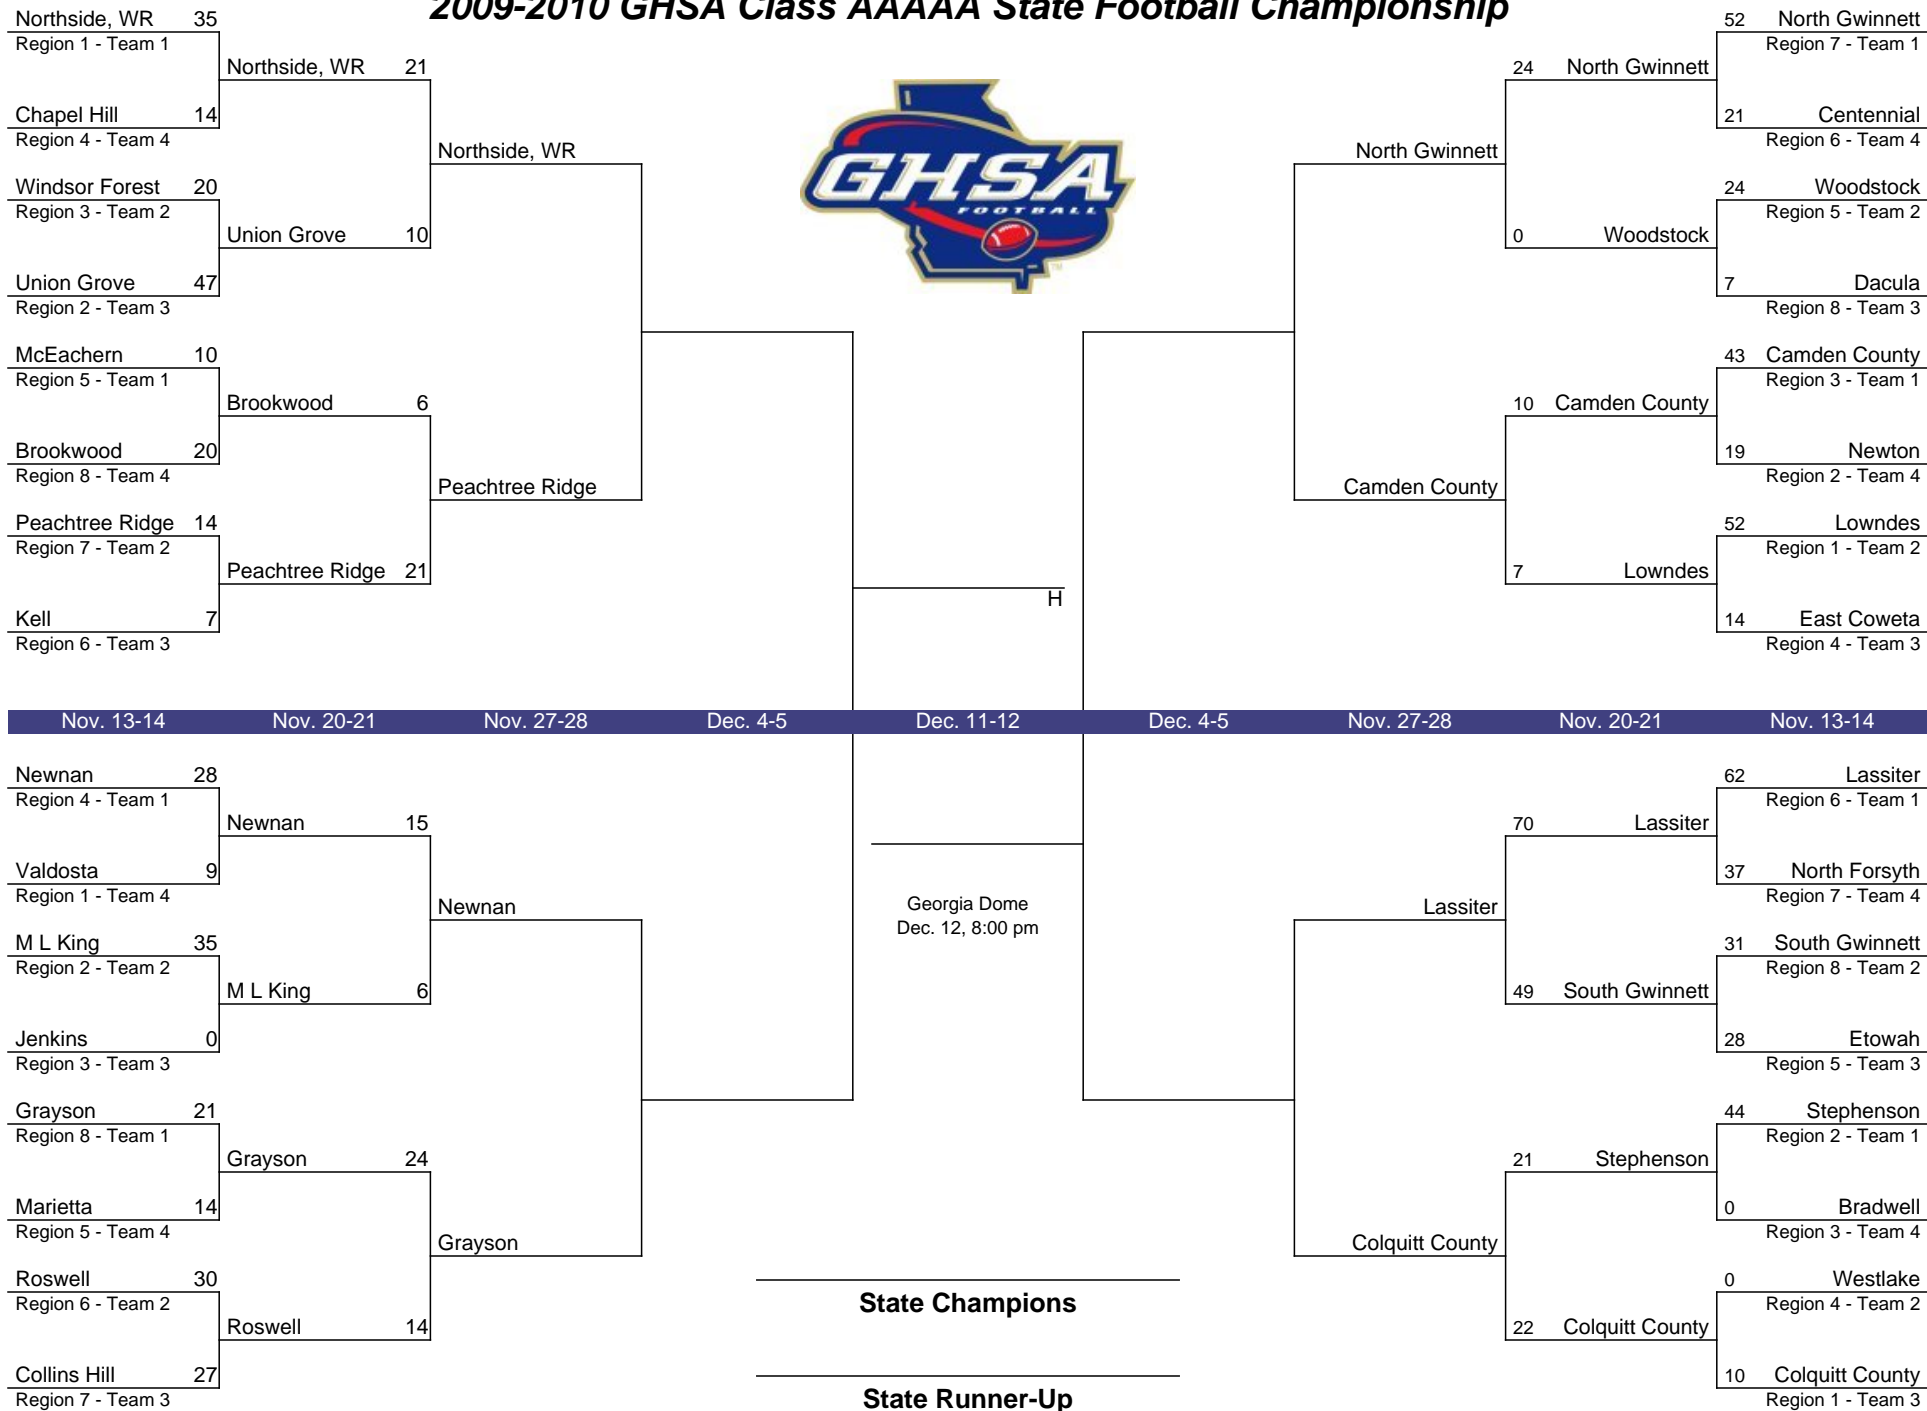 2009-2010 GHSA Class AAAAA State Football Championship
Northside, WR 35
Region 1 - Team 1
Northside, WR 21
Chapel Hill 14
Region 4 - Team 4
Northside, WR
Windsor Forest 20
Region 3 - Team 2
Union Grove 10
Union Grove 47
Region 2 - Team 3
McEachern 10
Region 5 - Team 1
Brookwood 6
Brookwood 20
Region 8 - Team 4
Peachtree Ridge
Peachtree Ridge 14
Region 7 - Team 2
Peachtree Ridge 21
Kell 7
Region 6 - Team 3
GHSA
FOOTBALL
TM
H
52 North Gwinnett
Region 7 - Team 1
24 North Gwinnett
21 Centennial
Region 6 - Team 4
North Gwinnett
24 Woodstock
Region 5 - Team 2
0 Woodstock
7 Dacula
Region 8 - Team 3
43 Camden County
Region 3 - Team 1
10 Camden County
19 Newton
Region 2 - Team 4
Camden County
52 Lowndes
Region 1 - Team 2
7 Lowndes
14 East Coweta
Region 4 - Team 3
Nov. 13-14 Nov. 20-21 Nov. 27-28 Dec. 4-5 Dec. 11-12 Dec. 4-5 Nov. 27-28 Nov. 20-21 Nov. 13-14
Newnan 28
Region 4 - Team 1
Newnan 15
Valdosta 9
Region 1 - Team 4
Newnan
M L King 35
Region 2 - Team 2
M L King 6
Jenkins 0
Region 3 - Team 3
Grayson 21
Region 8 - Team 1
Grayson 24
Marietta 14
Region 5 - Team 4
Grayson
Roswell 30
Region 6 - Team 2
Roswell 14
Collins Hill 27
Region 7 - Team 3
Georgia Dome
Dec. 12, 8:00 pm
State Champions
State Runner-Up
62 Lassiter
Region 6 - Team 1
70 Lassiter
37 North Forsyth
Region 7 - Team 4
Lassiter
31 South Gwinnett
Region 8 - Team 2
49 South Gwinnett
28 Etowah
Region 5 - Team 3
44 Stephenson
Region 2 - Team 1
21 Stephenson
0 Bradwell
Region 3 - Team 4
Colquitt County
0 Westlake
Region 4 - Team 2
22 Colquitt County
10 Colquitt County
Region 1 - Team 3